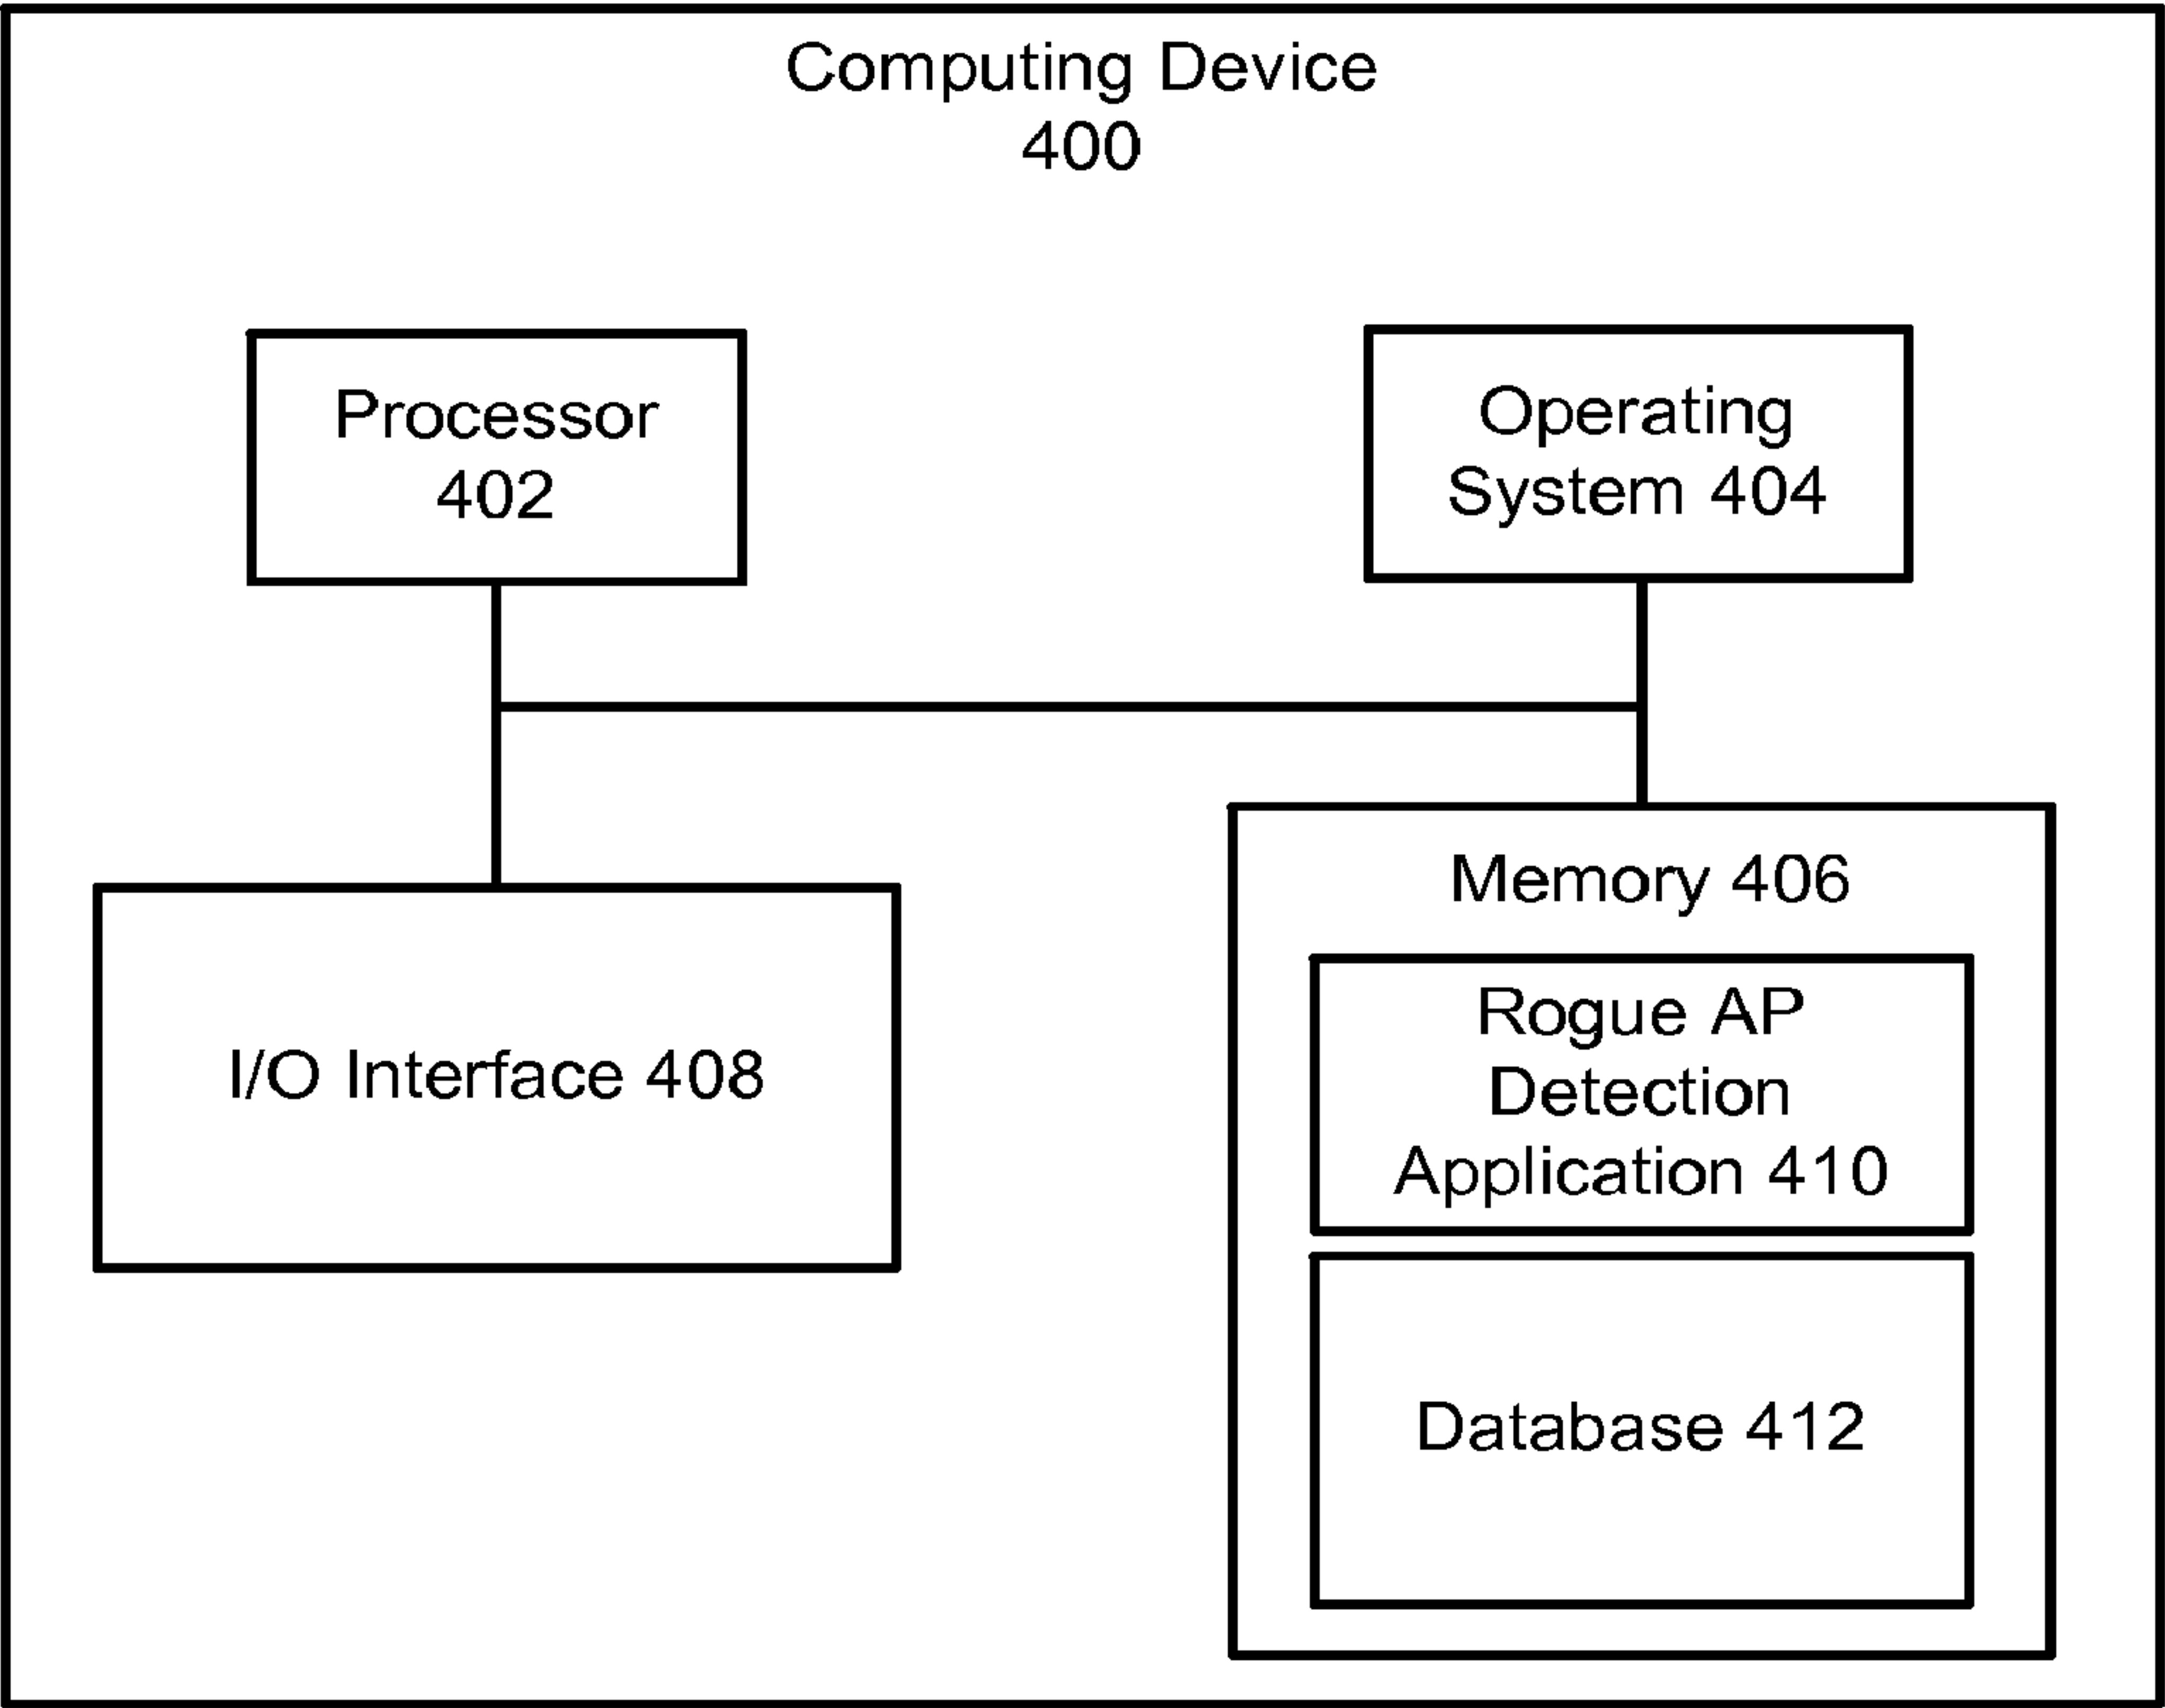 Computing Device
400
Processor
402
Operating
System 404
I/O Interface 408
Memory 406
Rogue AP
Detection
Application 410
Database 412